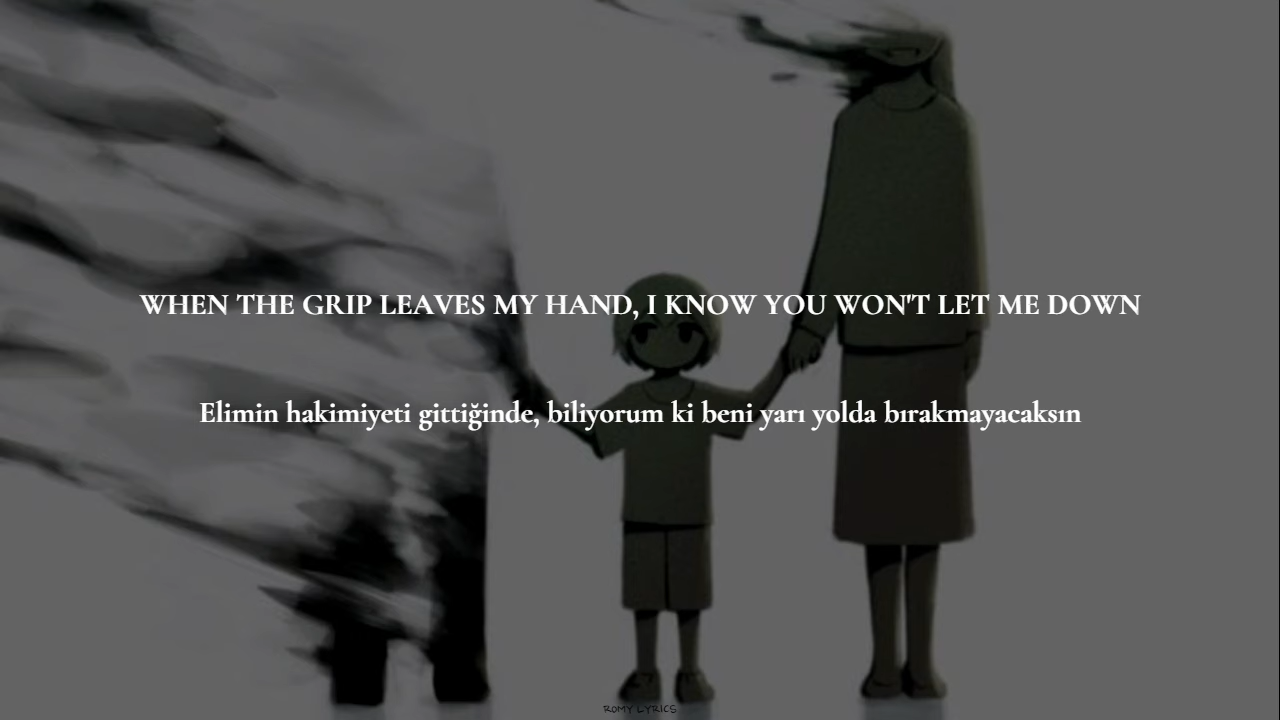 WHEN THE GRIP LEAVES MY HAND, I KNOW YOU WON'T LET ME DOWN
Elimin hakimiyeti gittiğinde, biliyorum ki beni yarı yolda bırakmayacaksın
ROMY LYRICS